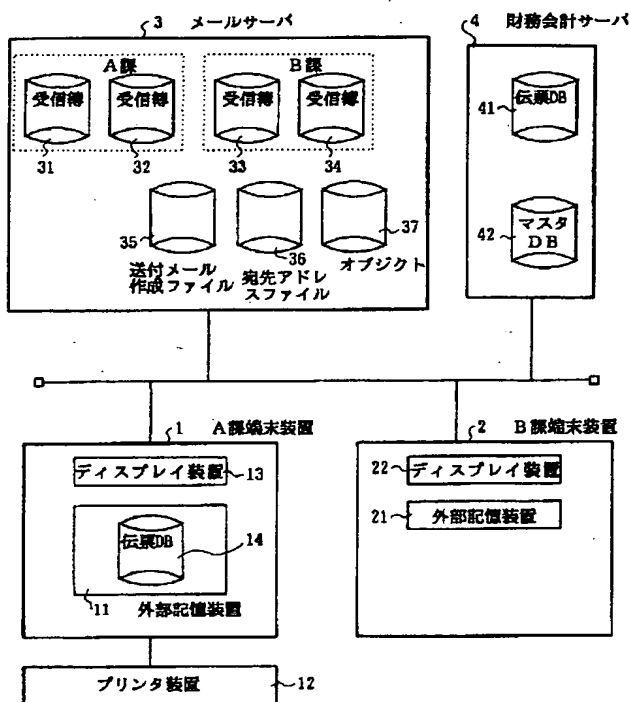 3 メールサーバ
4 財務会計サーバ
A課
B課
受信簿
受信簿
受信簿
受信簿
31
32
33
34
伝票DB
41
マスタ
DB
42
35
36
37
送付メール
作成ファイル
宛先アドレ
スファイル
オブジクト
1 A課端末装置
2 B課端末装置
ディスプレイ装置
13
22
ディスプレイ装置
伝票DB
14
21
外部記憶装置
11
外部記憶装置
プリンタ装置
12